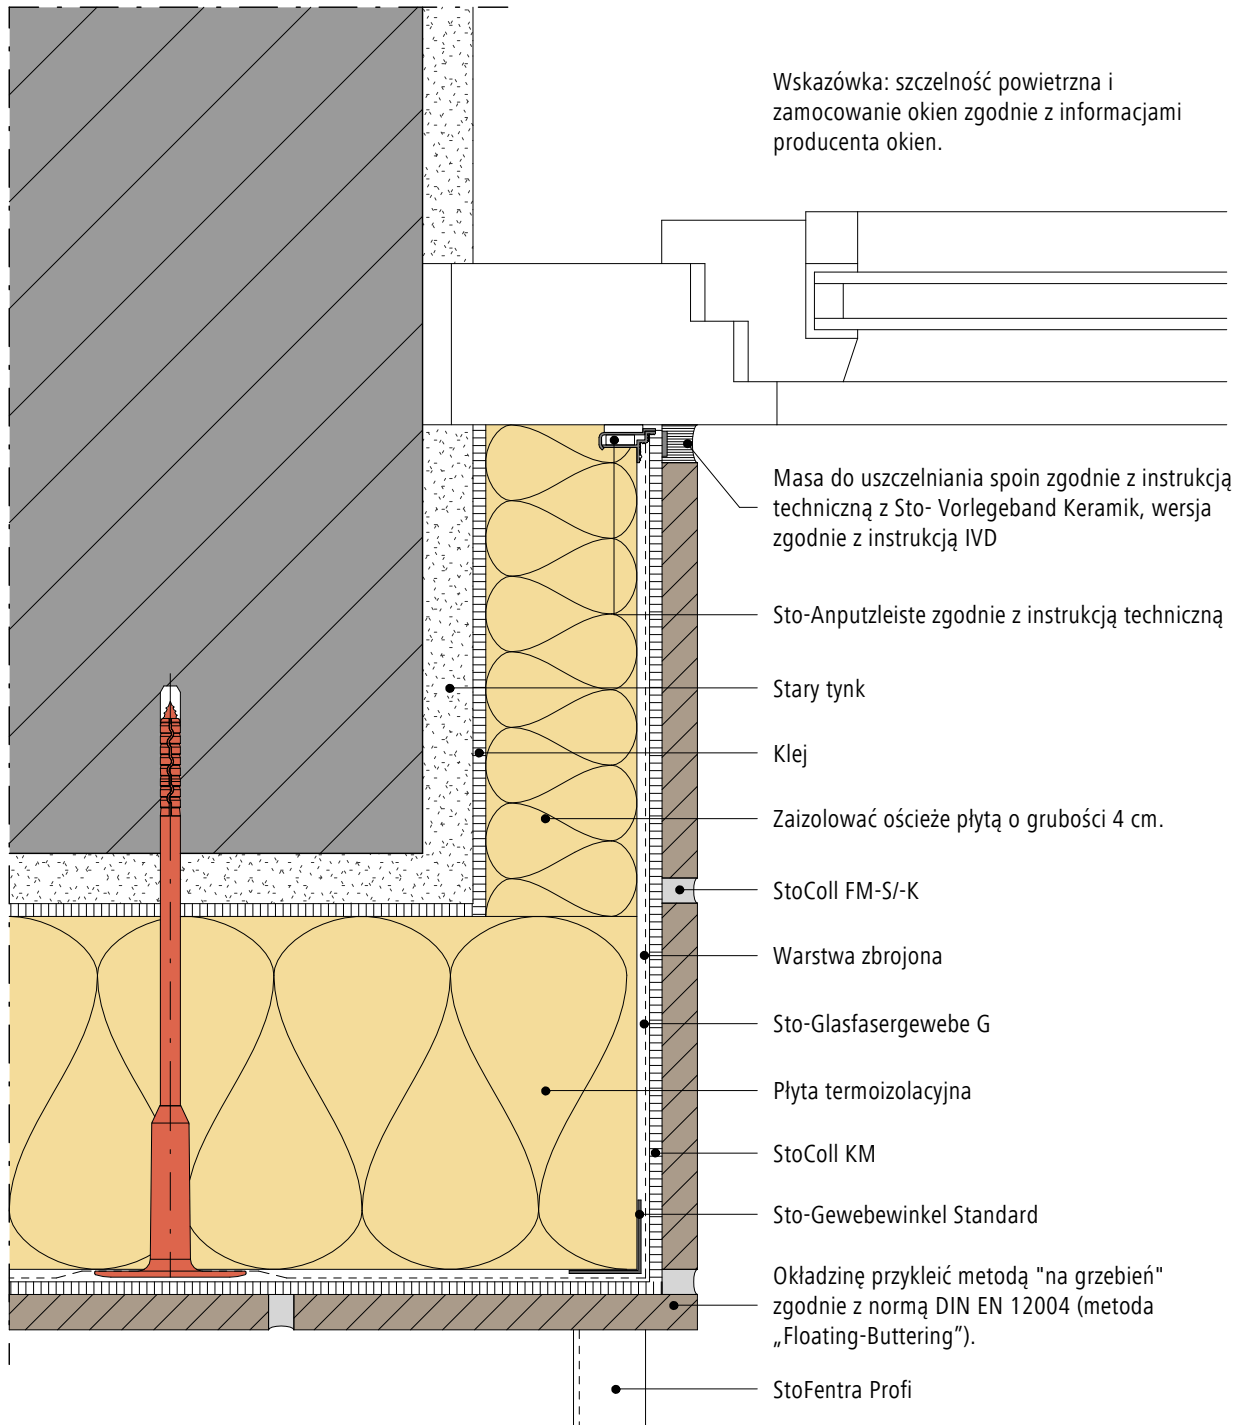 Wskazówka: szczelność powietrzna i
zamocowanie okien zgodnie z informacjami
producenta okien.
Masa do uszczelniania spoin zgodnie z instrukcją
techniczną z Sto- Vorlegeband Keramik, wersja
zgodnie z instrukcją IVD
Sto-Anputzleiste zgodnie z instrukcją techniczną
Stary tynk
Klej
Zaizolować ościeże płytą o grubości 4 cm.
StoColl FM-S/-K
Warstwa zbrojona
Sto-Glasfasergewebe G
Płyta termoizolacyjna
StoColl KM
Sto-Gewebewinkel Standard
Okładzinę przykleić metodą "na grzebień"
zgodnie z normą DIN EN 12004 (metoda
„Floating-Buttering”).
StoFentra Profi